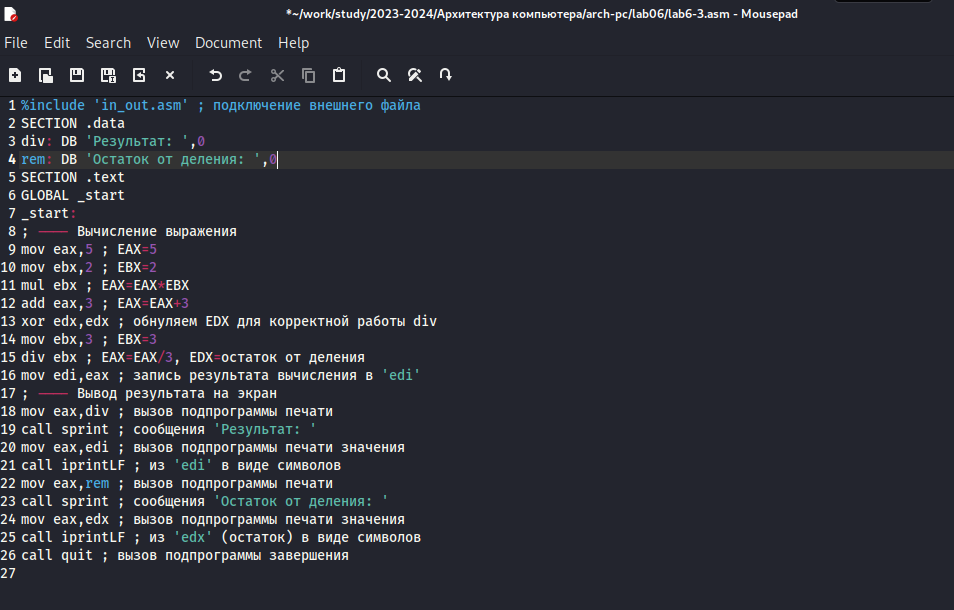 *~/work/study/2023-2024/Архитектура компьютера/arch-pc/lab06/lab6-3.asm - Mousepad
File Edit Search View Document Help
1 %include 'in_out.asm' ; подключение внешнего файла
2 SECTION .data
3 div: DB 'Результат: ',0
4 rem: DB 'Остаток от деления: ',0
5 SECTION .text
6 GLOBAL _start
7 _start:
8 ; ---- Вычисление выражения
9 mov eax,5 ; EAX=5
10 mov ebx,2 ; EBX=2
11 mul ebx ; EAX=EAX*EBX
12 add eax,3 ; EAX=EAX+3
13 xor edx,edx ; обнуляем EDX для корректной работы div
14 mov ebx,3 ; EBX=3
15 div ebx ; EAX=EAX/3, EDX=остаток от деления
16 mov edi,eax ; запись результата вычисления в 'edi'
17 ; ---- Вывод результата на экран
18 mov eax,div ; вызов подпрограммы печати
19 call sprint ; сообщения 'Результат: '
20 mov eax,edi ; вызов подпрограммы печати значения
21 call iprintLF ; из 'edi' в виде символов
22 mov eax,rem ; вызов подпрограммы печати
23 call sprint ; сообщения 'Остаток от деления: '
24 mov eax,edx ; вызов подпрограммы печати значения
25 call iprintLF ; из 'edx' (остаток) в виде символов
26 call quit ; вызов подпрограммы завершения
27